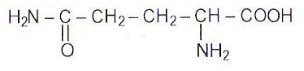 H₂N – C – CH₂ – CH₂ – CH – COOH
O NH₂